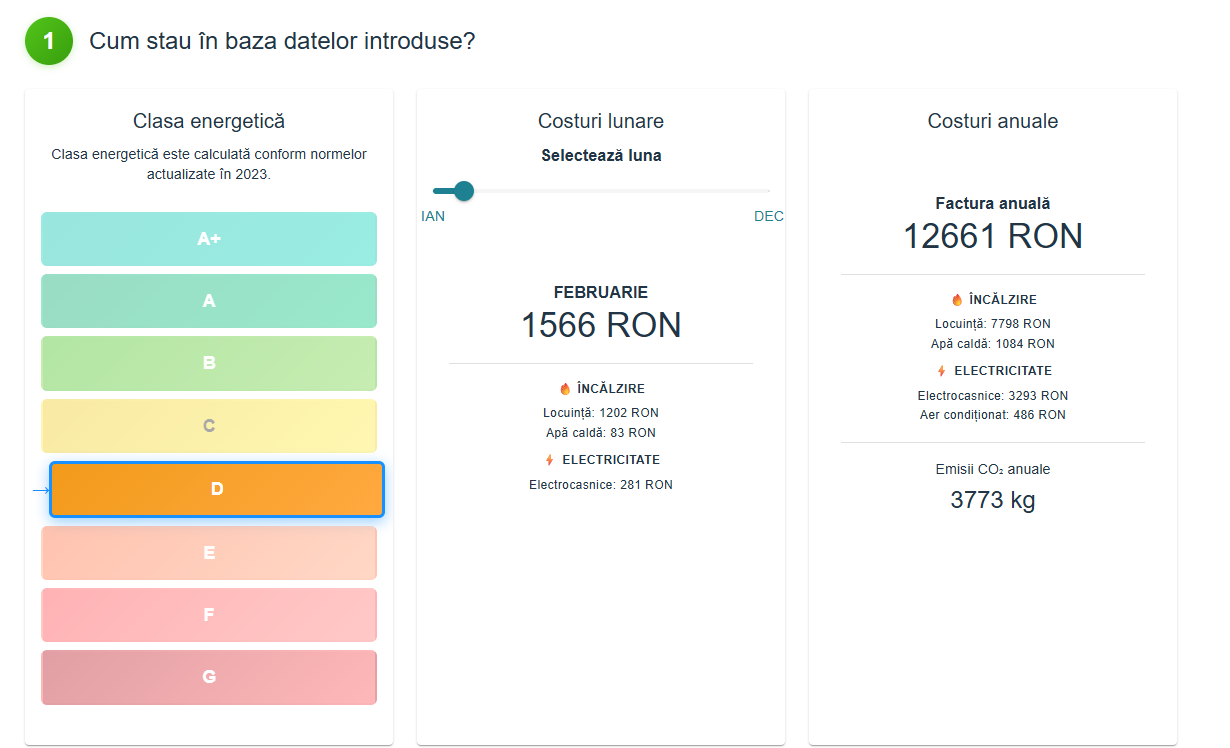 1
Cum stau în baza datelor introduse?
Clasa energetică
Clasa energetică este calculată conform normelor
actualizate în 2023.
A+
A
B
C
→ D
E
F
G
Costuri lunare
Selectează luna
IAN DEC
FEBRUARIE
1566 RON
ÎNCĂLZIRE
Locuință: 1202 RON
Apă caldă: 83 RON
ELECTRICITATE
Electrocasnice: 281 RON
Costuri anuale
Factura anuală
12661 RON
ÎNCĂLZIRE
Locuință: 7798 RON
Apă caldă: 1084 RON
ELECTRICITATE
Electrocasnice: 3293 RON
Aer condiționat: 486 RON
Emisii CO₂ anuale
3773 kg